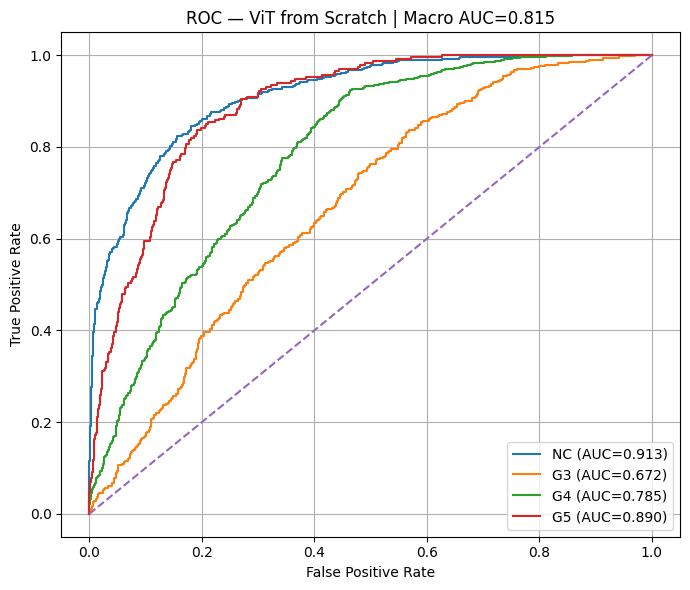 ROC — ViT from Scratch | Macro AUC=0.815
True Positive Rate
1.0
0.8
0.6
0.4
0.2
0.0
0.0 0.2 0.4 0.6 0.8 1.0
False Positive Rate
NC (AUC=0.913)
G3 (AUC=0.672)
G4 (AUC=0.785)
G5 (AUC=0.890)